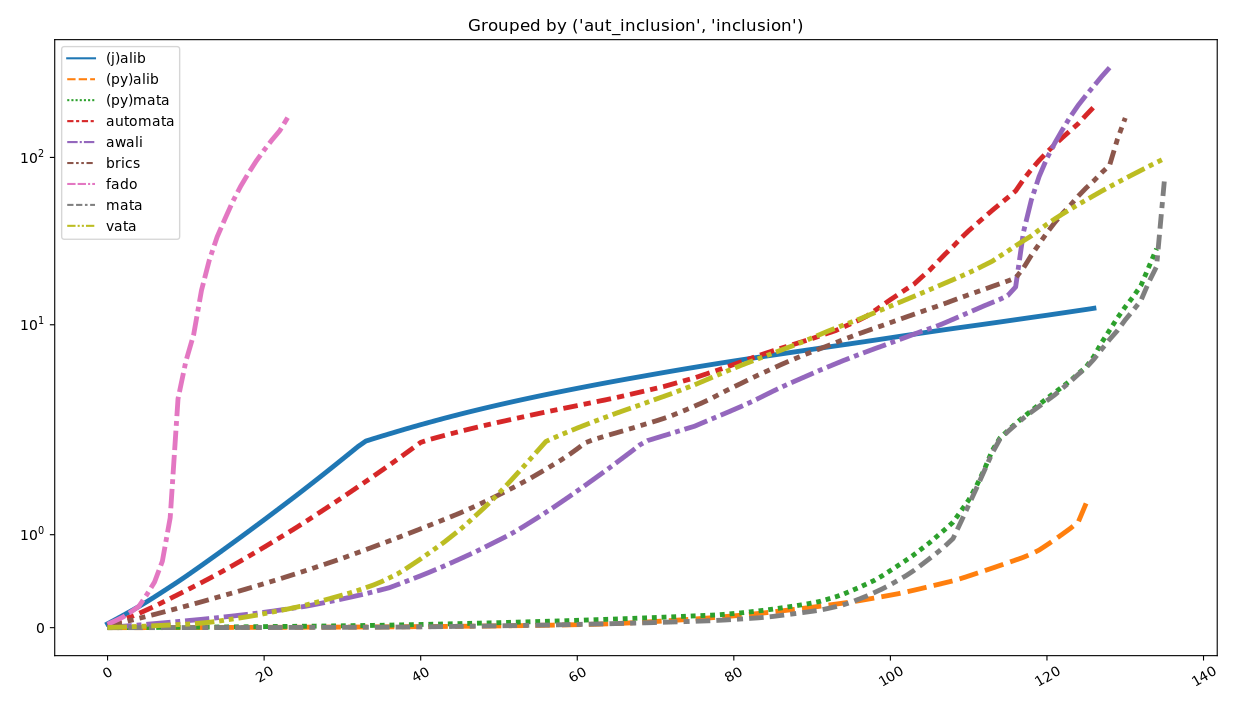 Grouped by ('aut_inclusion', 'inclusion')
(j)alib
(py)alib
(py)mata
automata
awali
brics
fado
mata
vata
10²
10¹
10⁰
0
0
20
40
60
80
100
120
140